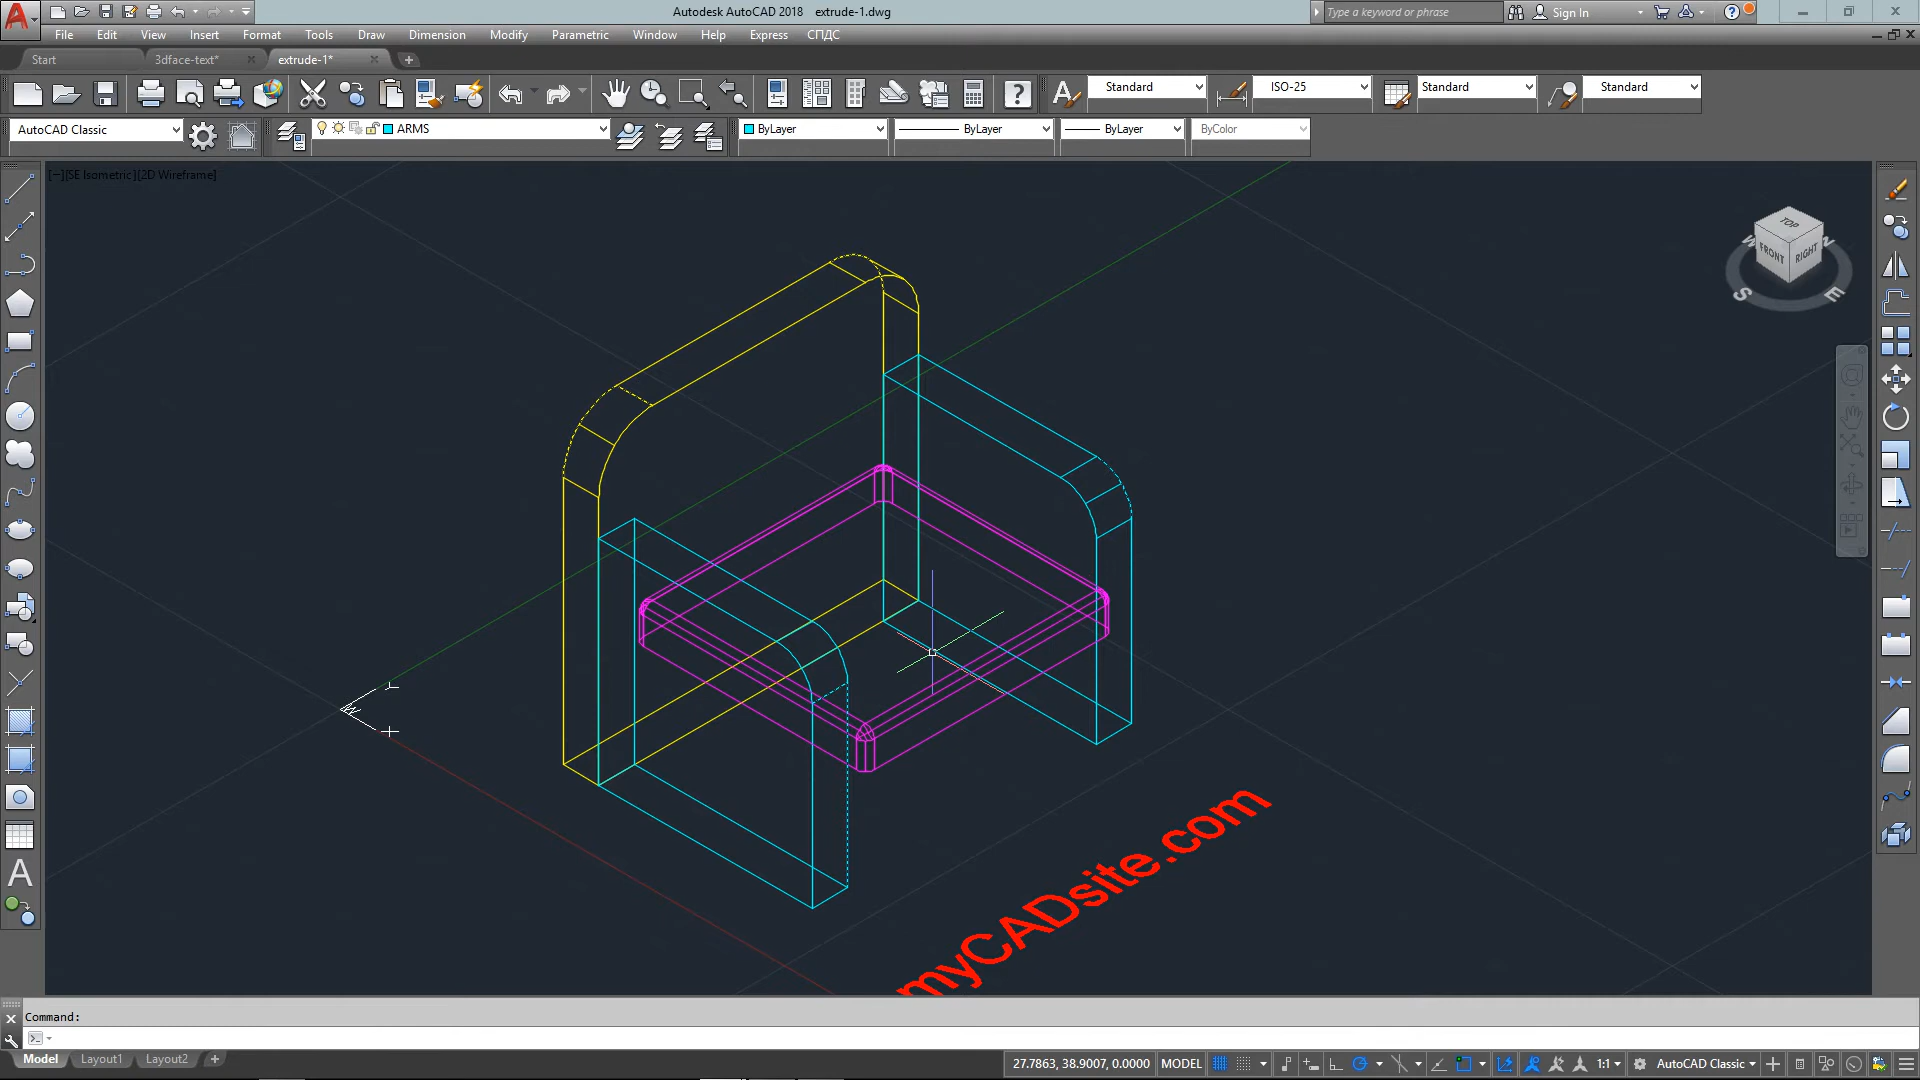 Autodesk AutoCAD 2018 extrude-1.dwg
Type a keyword or phrase
Sign In
File Edit View Insert Format Tools Draw Dimension Modify Parametric Window Help Express СПДС
Start 3dface-text* extrude-1*
Standard ISO-25 Standard Standard
AutoCAD Classic ARMS ByLayer ByLayer ByLayer ByColor
[−][SE Isometric][2D Wireframe]
TOP
FRONT RIGHT
S E
myCADsite.com
Command:
Model Layout1 Layout2
27.7863, 38.9007, 0.0000 MODEL 1:1 AutoCAD Classic